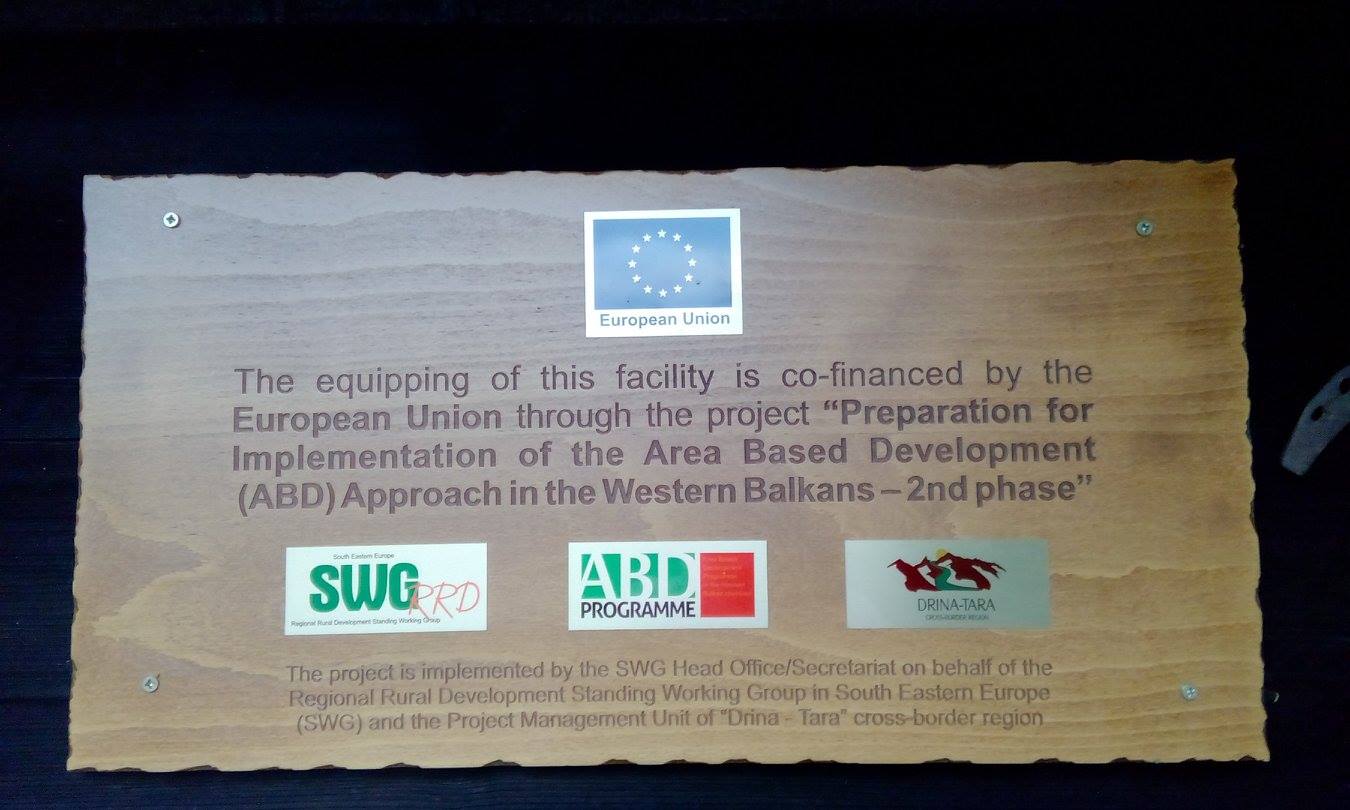 European Union
The equipping of this facility is co-financed by the
European Union through the project “Preparation for
Implementation of the Area Based Development
(ABD) Approach in the Western Balkans – 2nd phase”
South Eastern Europe
SWG
RRD
Regional Rural Development Standing Working Group
ABD
PROGRAMME
DRINA-TARA
CROSS-BORDER REGION
The project is implemented by the SWG Head Office/Secretariat on behalf of the
Regional Rural Development Standing Working Group in South Eastern Europe
(SWG) and the Project Management Unit of “Drina - Tara” cross-border region